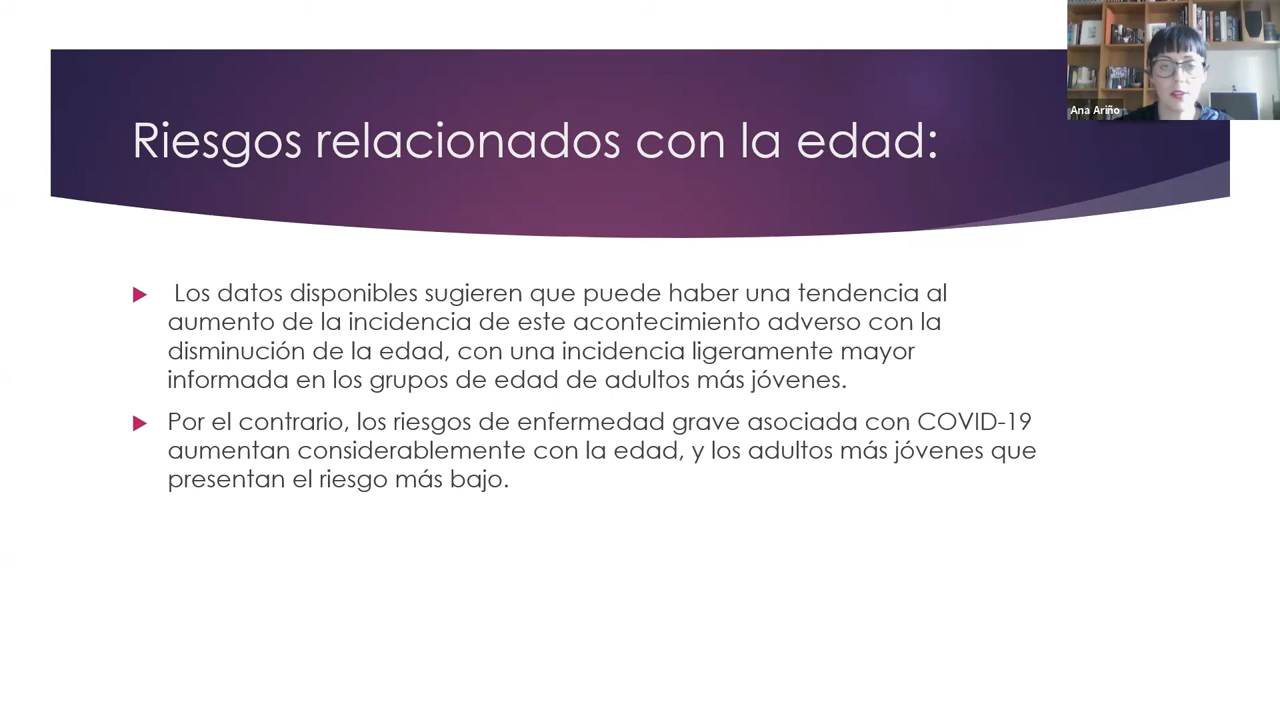 Ana Ariño
Riesgos relacionados con la edad:
Los datos disponibles sugieren que puede haber una tendencia al
aumento de la incidencia de este acontecimiento adverso con la
disminución de la edad, con una incidencia ligeramente mayor
informada en los grupos de edad de adultos más jóvenes.
Por el contrario, los riesgos de enfermedad grave asociada con COVID-19
aumentan considerablemente con la edad, y los adultos más jóvenes que
presentan el riesgo más bajo.